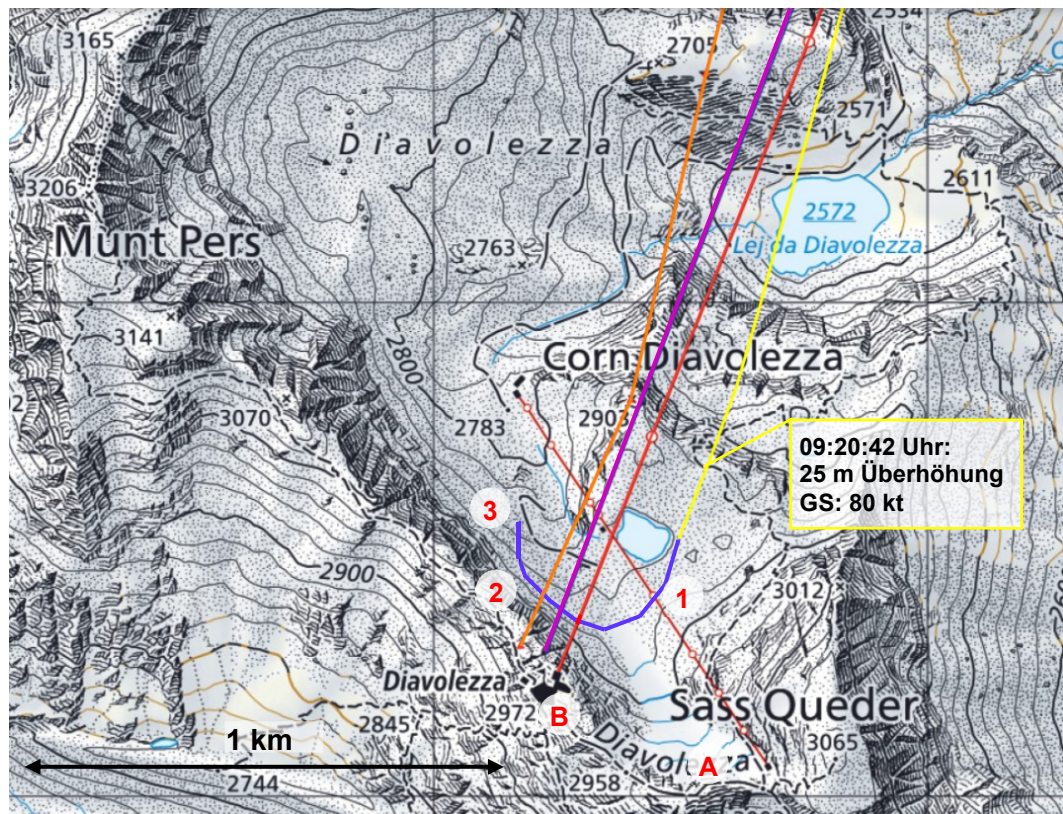 3165
2705
2534
2571
Diavolezza
3206
2611
2572
Lej da Diavolezza
Munt Pers
2763
3141
2800
Corn Diavolezza
2
3070
2903
2783
09:20:42 Uhr:
25 m Überhöhung
GS: 80 kt
3
2900
2
1
3012
Diavolezza
B
2972
Sass Queder
1 km
2845
3065
Diavolezza
A
2744
2958